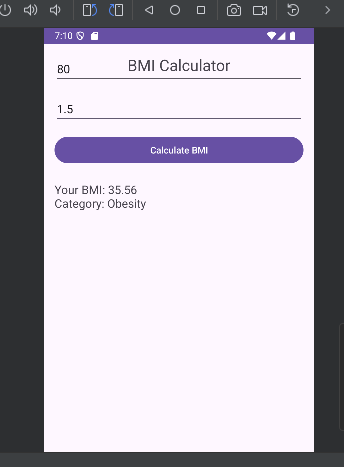 7:10
BMI Calculator
80
1.5
Calculate BMI
Your BMI: 35.56
Category: Obesity